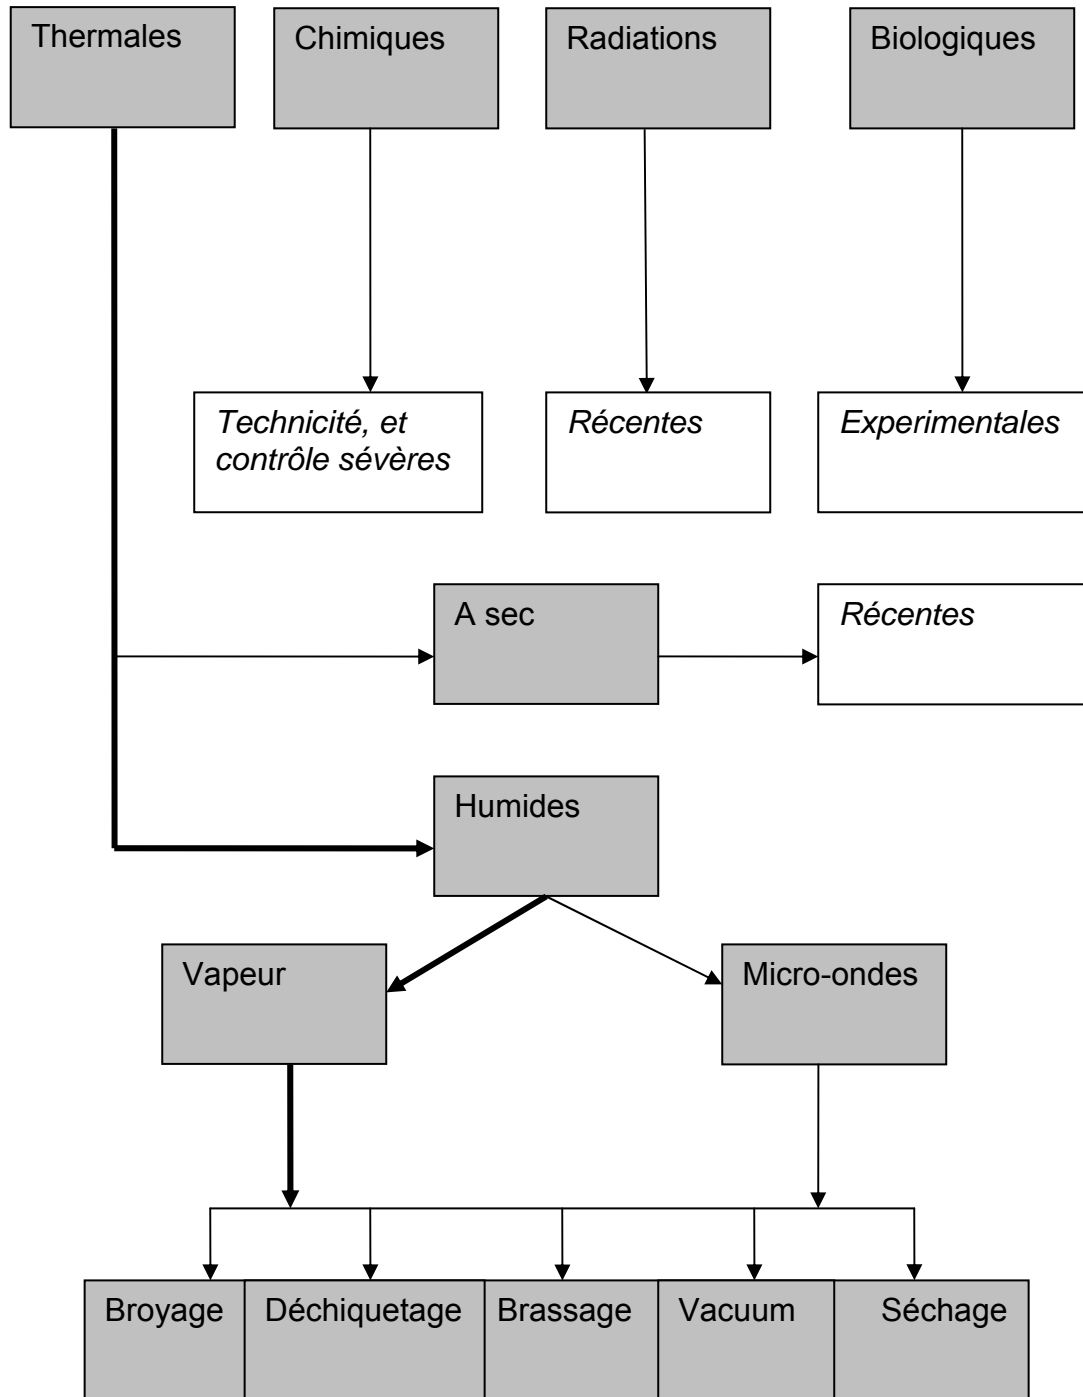 Thermales
Chimiques
Radiations
Biologiques
Technicité, et
contrôle sévères
Récentes
Experimentales
A sec
Récentes
Humides
Vapeur
Micro-ondes
Broyage
Déchiquetage
Brassage
Vacuum
Séchage